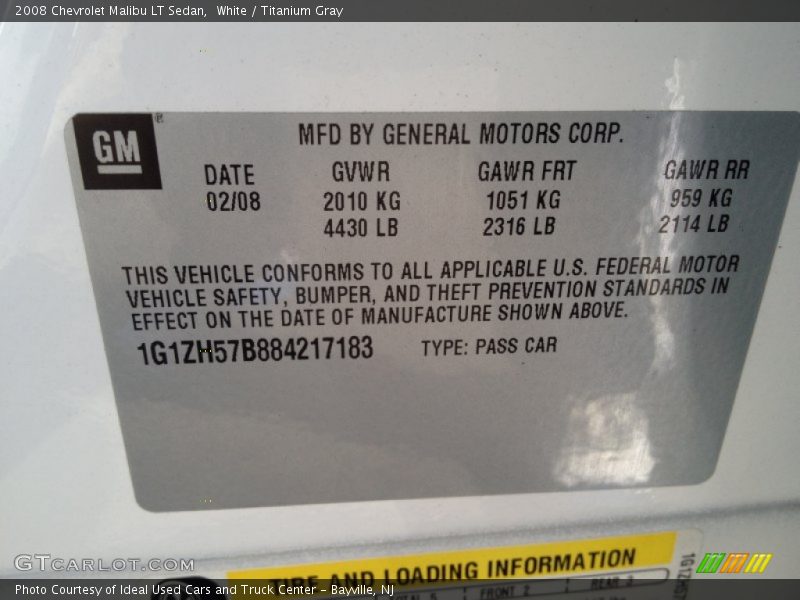 2008 Chevrolet Malibu LT Sedan, White / Titanium Gray
GM
MFD BY GENERAL MOTORS CORP.
DATE GVWR GAWR FRT GAWR RR
02/08 2010 KG 1051 KG 959 KG
4430 LB 2316 LB 2114 LB
THIS VEHICLE CONFORMS TO ALL APPLICABLE U.S. FEDERAL MOTOR
VEHICLE SAFETY, BUMPER, AND THEFT PREVENTION STANDARDS IN
EFFECT ON THE DATE OF MANUFACTURE SHOWN ABOVE.
1G1ZH57B884217183 TYPE: PASS CAR
TIRE AND LOADING INFORMATION
FRONT 2 REAR 3
GTCARLOT.COM
Photo Courtesy of Ideal Used Cars and Truck Center - Bayville, NJ